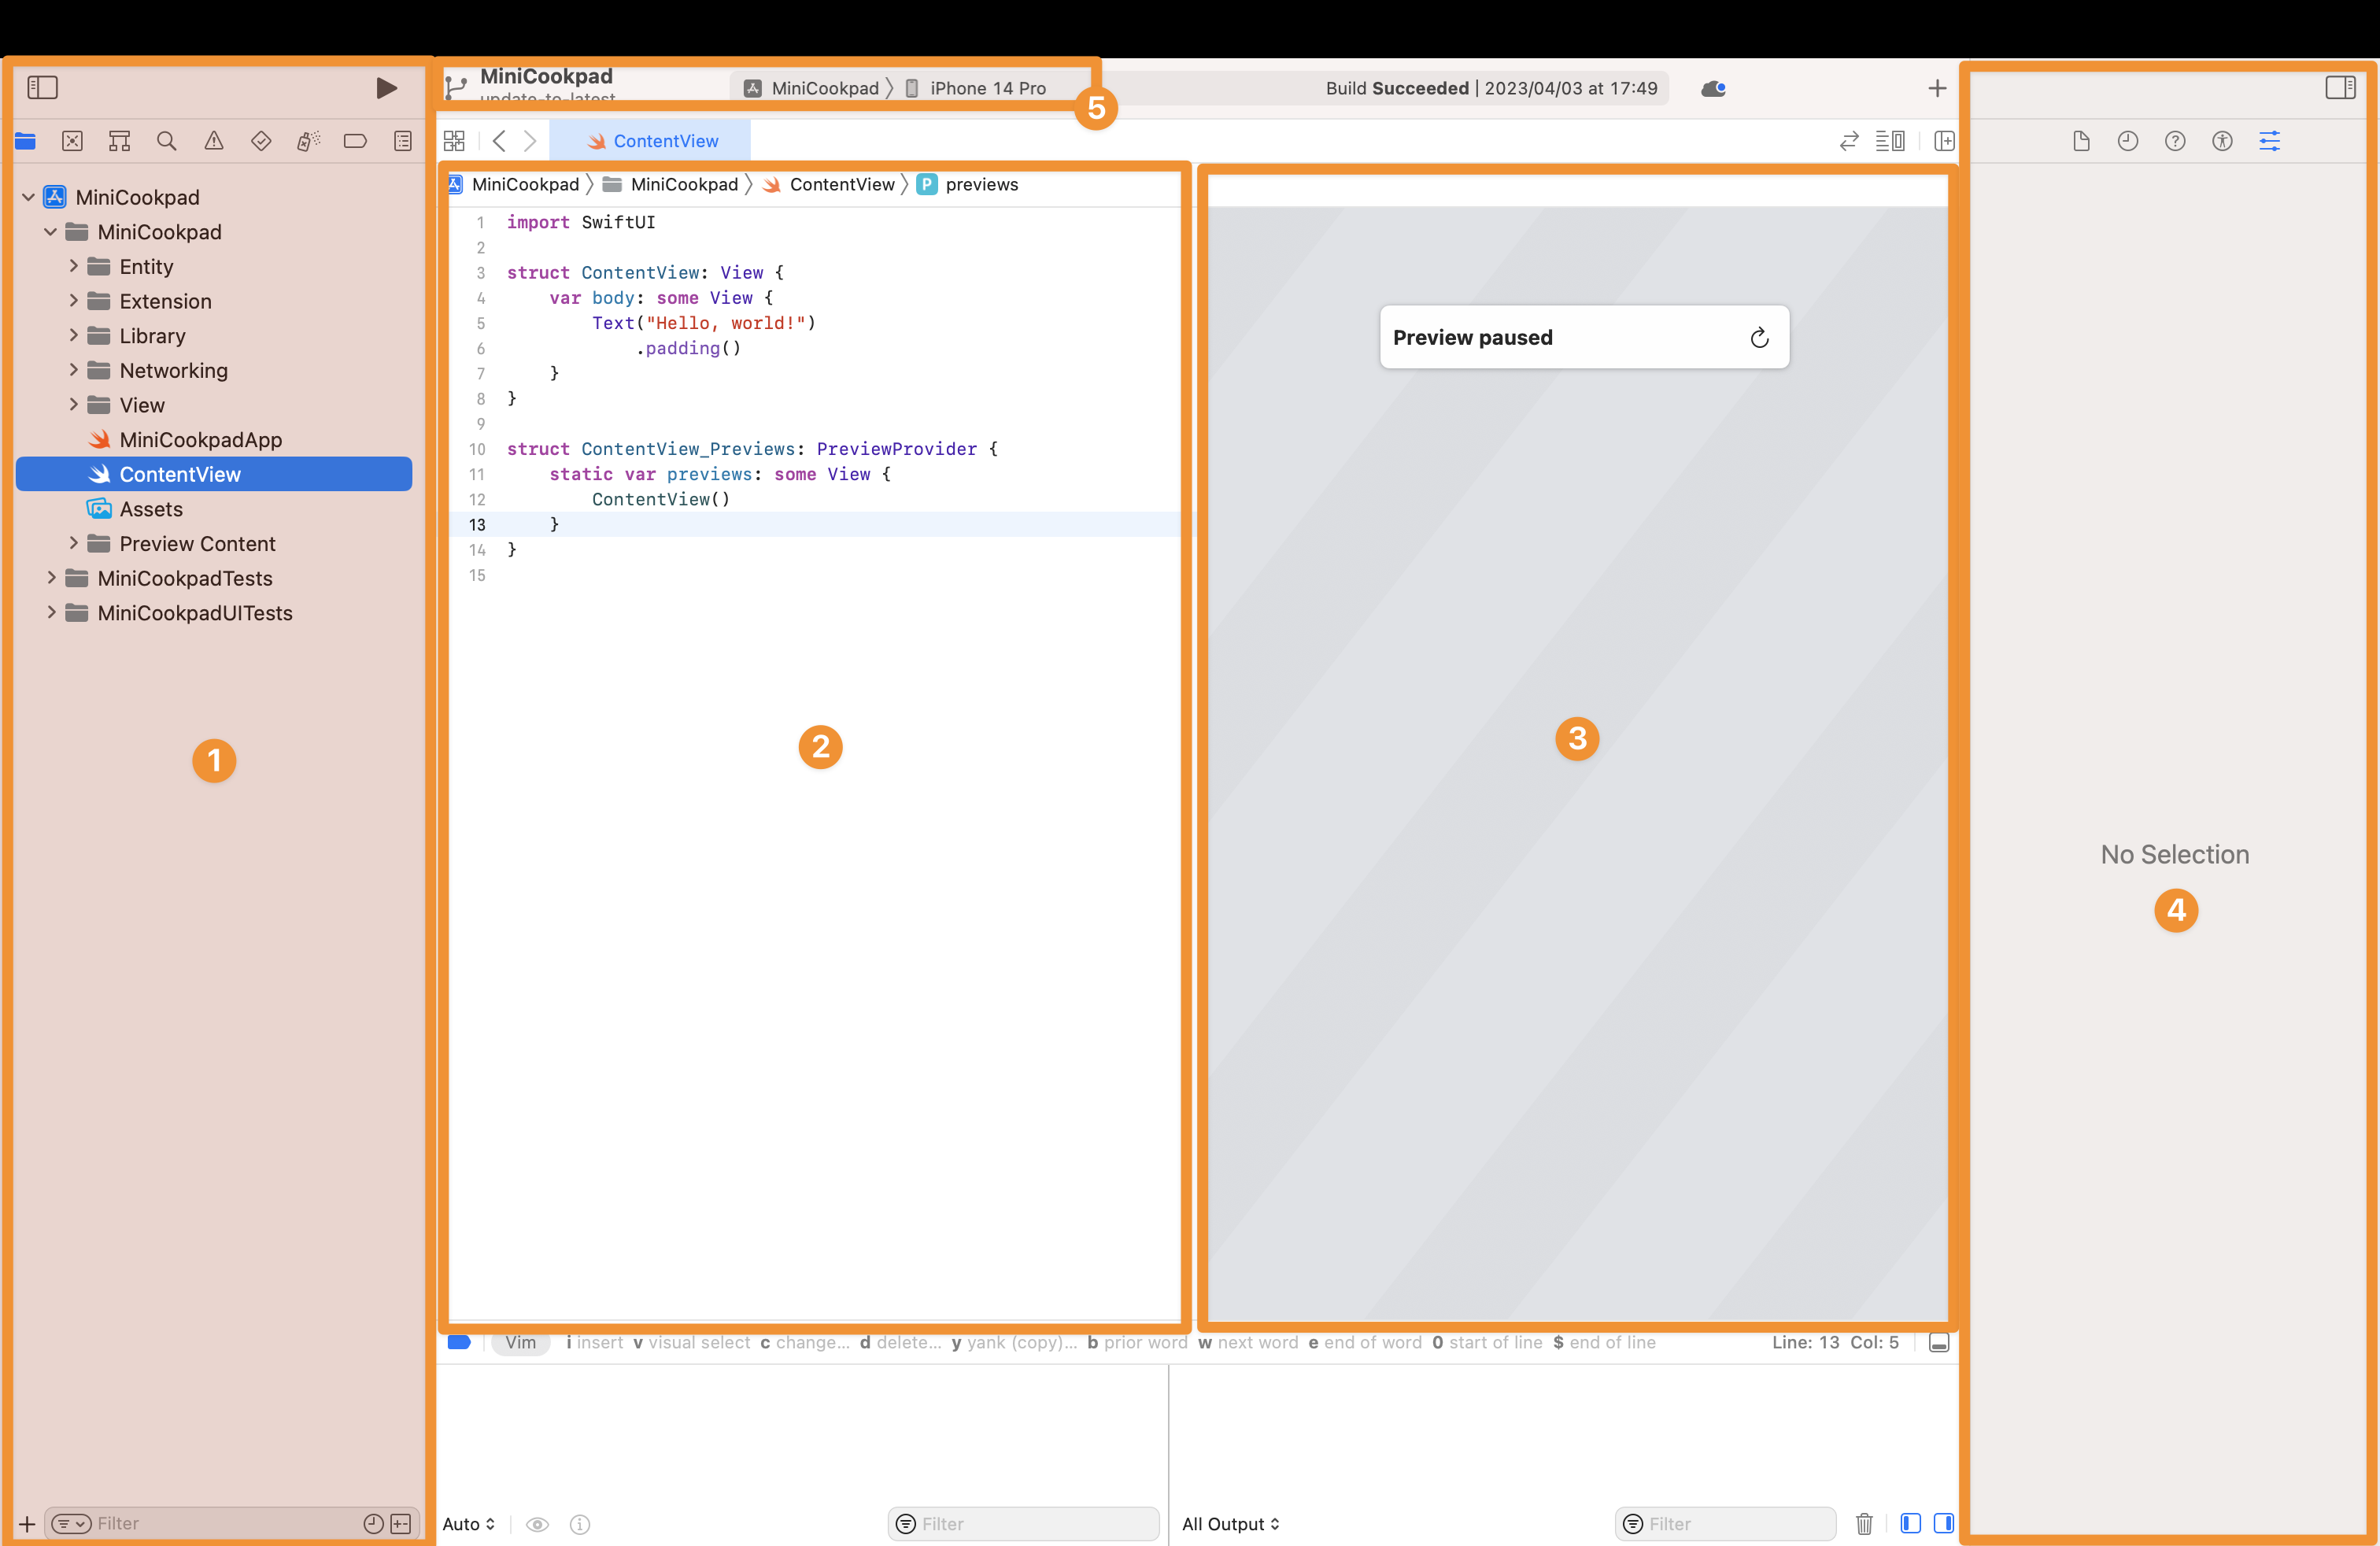 MiniCookpad
update-to-latest
MiniCookpad 〉 iPhone 14 Pro
Build Succeeded | 2023/04/03 at 17:49
5
ContentView
MiniCookpad
MiniCookpad
Entity
Extension
Library
Networking
View
MiniCookpadApp
ContentView
Assets
Preview Content
MiniCookpadTests
MiniCookpadUITests
1
Filter
MiniCookpad 〉 MiniCookpad 〉 ContentView 〉 P previews
1 import SwiftUI
2
3 struct ContentView: View {
4 var body: some View {
5 Text("Hello, world!")
6 .padding()
7 }
8 }
9
10 struct ContentView_Previews: PreviewProvider {
11 static var previews: some View {
12 ContentView()
13 }
14 }
15
2
Preview paused
3
No Selection
4
Vim i insert v visual select c change... d delete... y yank (copy)... b prior word w next word e end of word 0 start of line $ end of line
Line: 13 Col: 5
Auto
Filter
All Output
Filter